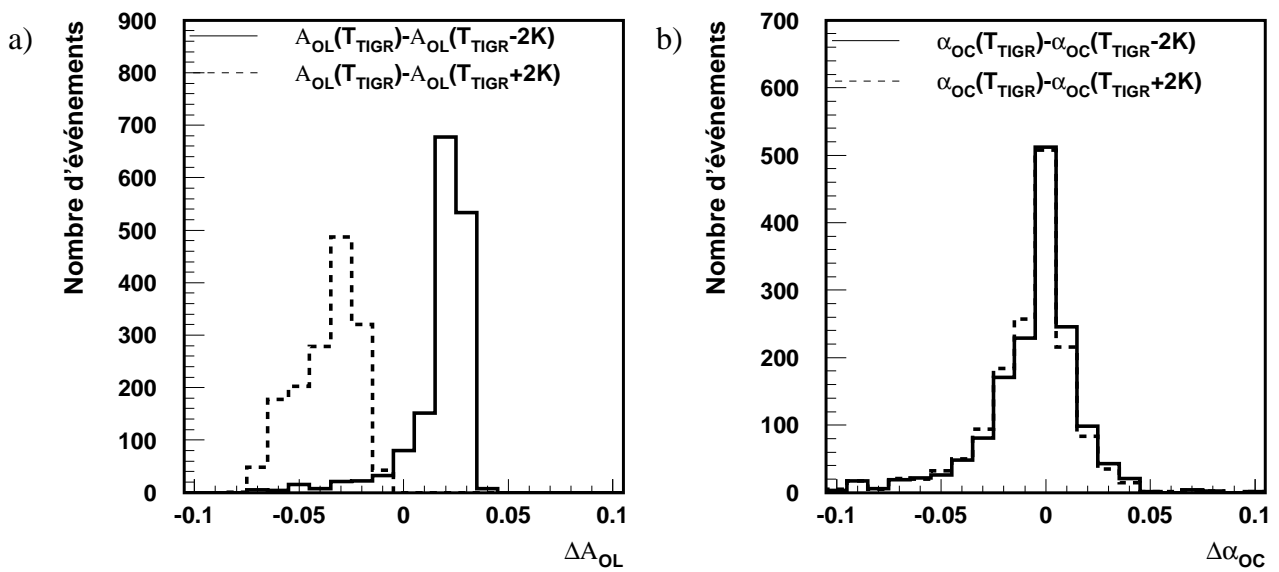 a)
Nombre d'événements
A_OL(T_TIGR)-A_OL(T_TIGR-2K)
A_OL(T_TIGR)-A_OL(T_TIGR+2K)
900
800
700
600
500
400
300
200
100
0
-0.1
-0.05
0
0.05
0.1
ΔA_OL
b)
Nombre d'événements
α_OC(T_TIGR)-α_OC(T_TIGR-2K)
α_OC(T_TIGR)-α_OC(T_TIGR+2K)
700
600
500
400
300
200
100
0
-0.1
-0.05
0
0.05
0.1
Δα_OC